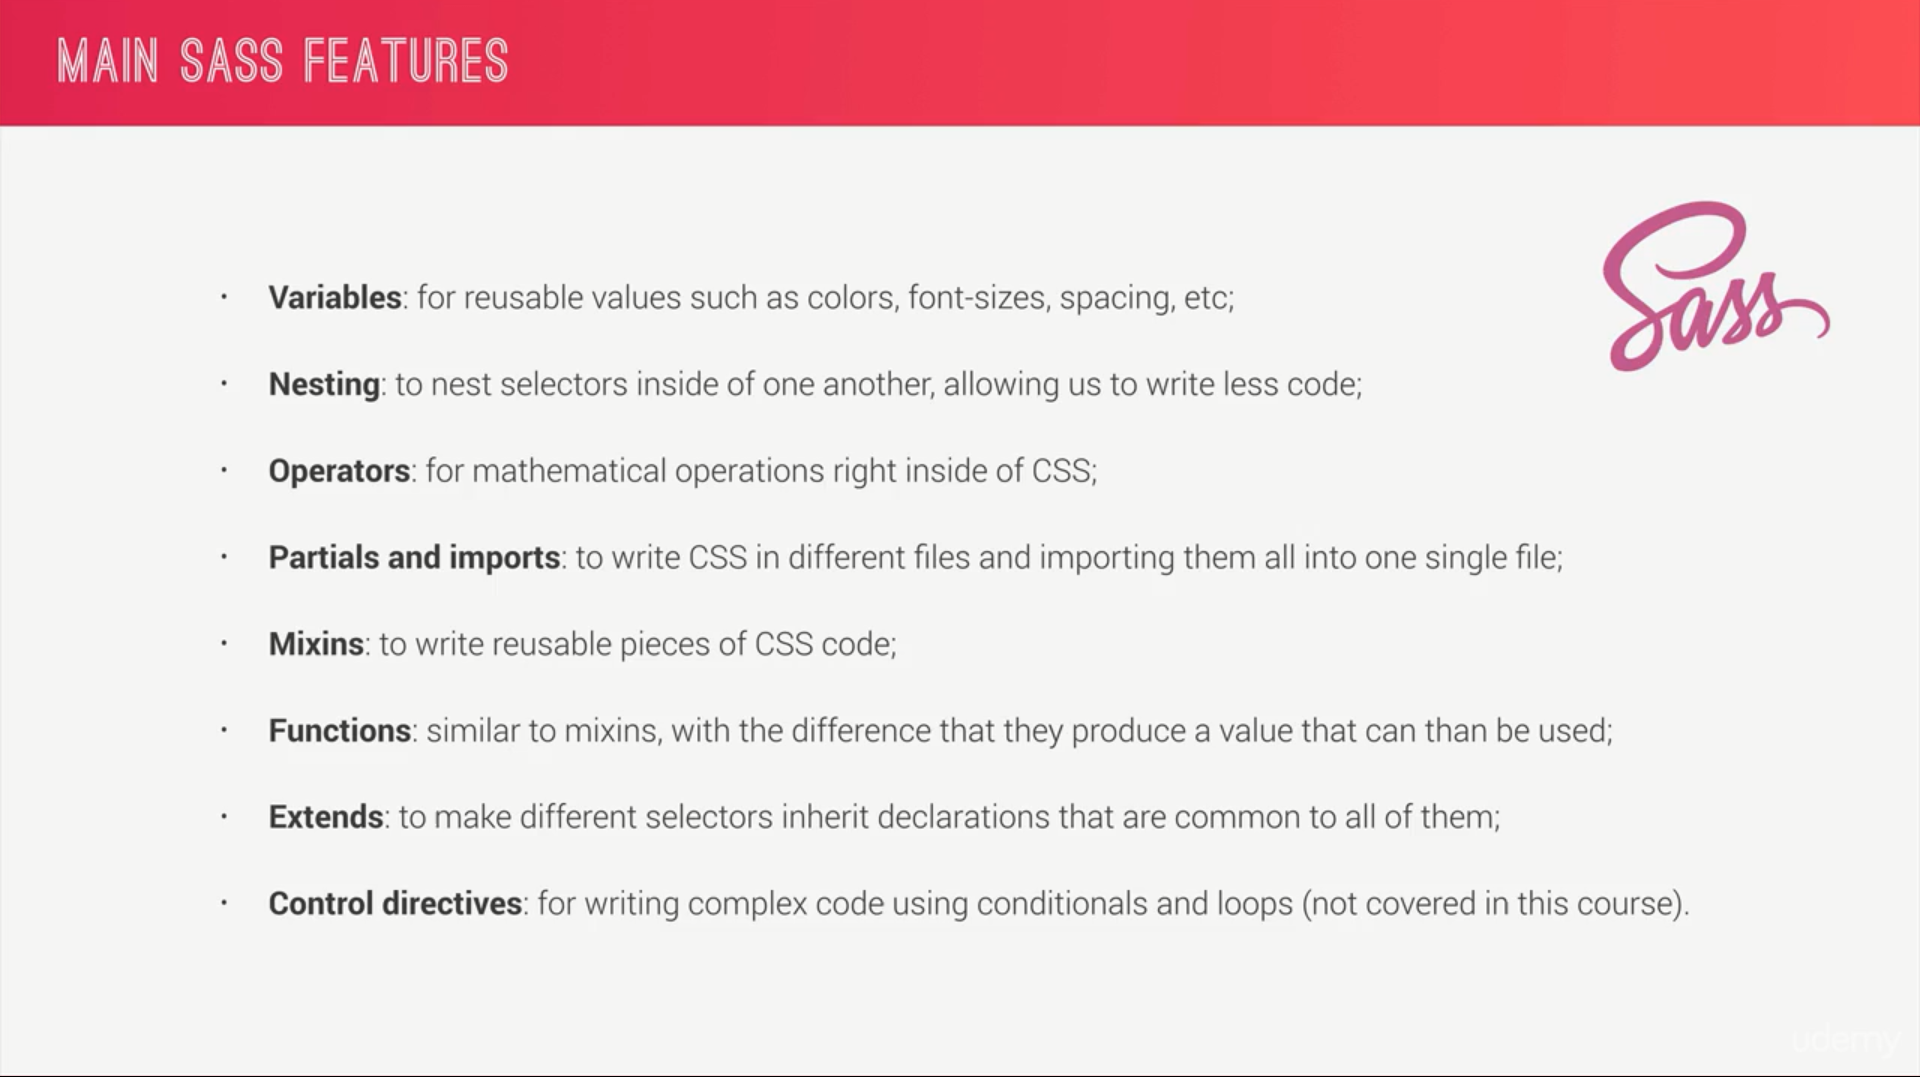 MAIN SASS FEATURES
Sass
• Variables: for reusable values such as colors, font-sizes, spacing, etc;
• Nesting: to nest selectors inside of one another, allowing us to write less code;
• Operators: for mathematical operations right inside of CSS;
• Partials and imports: to write CSS in different files and importing them all into one single file;
• Mixins: to write reusable pieces of CSS code;
• Functions: similar to mixins, with the difference that they produce a value that can than be used;
• Extends: to make different selectors inherit declarations that are common to all of them;
• Control directives: for writing complex code using conditionals and loops (not covered in this course).
udemy